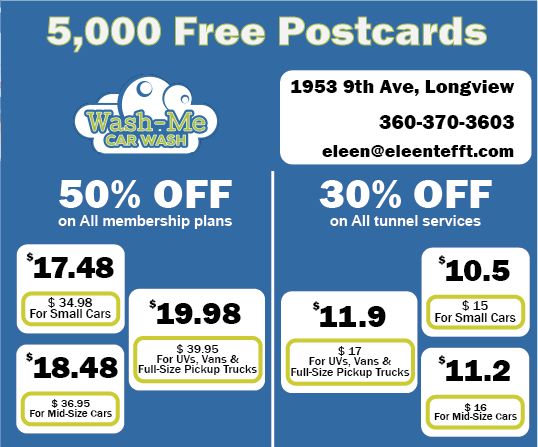 5,000 Free Postcards
Wash-Me
CAR WASH
1953 9th Ave, Longview
360-370-3603
eleen@eleentefft.com
50% OFF
on All membership plans
$17.48
$ 34.98
For Small Cars
$19.98
$ 39.95
For UVs, Vans &
Full-Size Pickup Trucks
$18.48
$ 36.95
For Mid-Size Cars
30% OFF
on All tunnel services
$10.5
$ 15
For Small Cars
$11.9
$ 17
For UVs, Vans &
Full-Size Pickup Trucks
$11.2
$ 16
For Mid-Size Cars